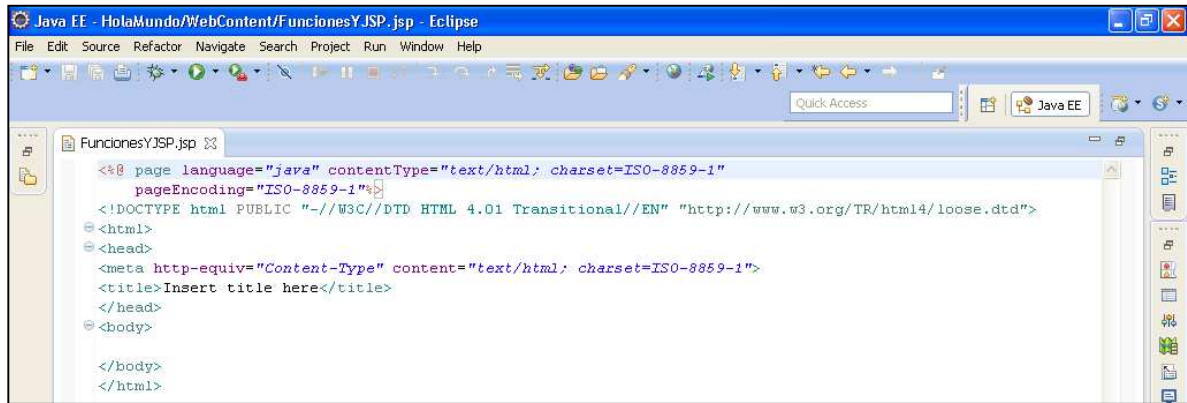 Java EE - HolaMundo/WebContent/FuncionesYJSP.jsp - Eclipse
File Edit Source Refactor Navigate Search Project Run Window Help
Quick Access
Java EE
FuncionesYJSP.jsp
<%@ page language="java" contentType="text/html; charset=ISO-8859-1"
pageEncoding="ISO-8859-1"%>
<!DOCTYPE html PUBLIC "-//W3C//DTD HTML 4.01 Transitional//EN" "http://www.w3.org/TR/html4/loose.dtd">
<html>
<head>
<meta http-equiv="Content-Type" content="text/html; charset=ISO-8859-1">
<title>Insert title here</title>
</head>
<body>
</body>
</html>